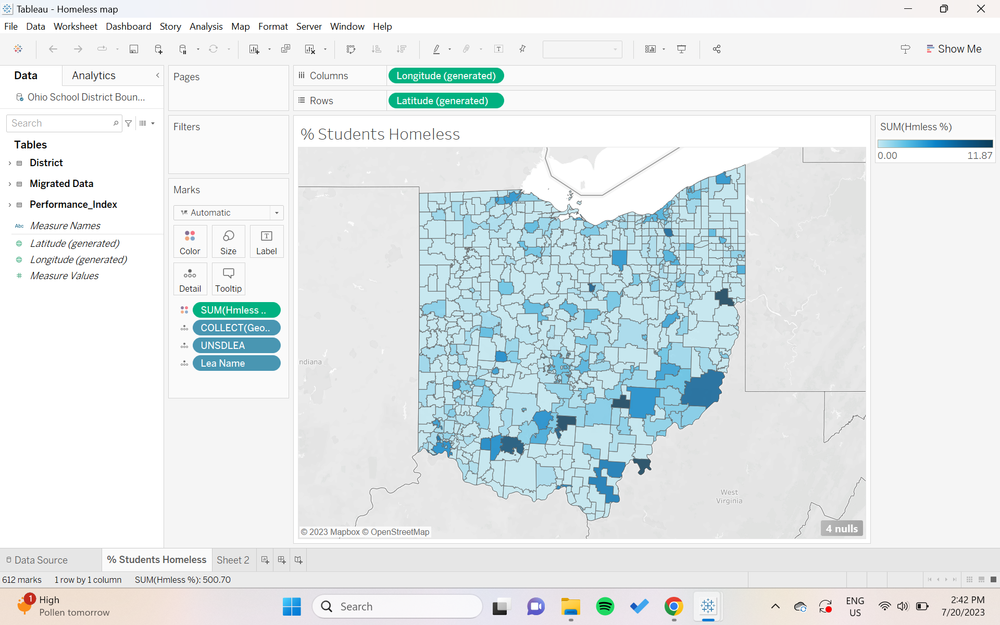 Tableau - Homeless map
File Data Worksheet Dashboard Story Analysis Map Format Server Window Help
Show Me
Data Analytics
Ohio School District Boun...
Search
Tables
District
Migrated Data
Performance_Index
Abc Measure Names
Latitude (generated)
Longitude (generated)
# Measure Values
Pages
Filters
Marks
Automatic
Color Size Label
Detail Tooltip
SUM(Hmless ..
COLLECT(Geo..
UNSDLEA
Lea Name
Columns Longitude (generated)
Rows Latitude (generated)
% Students Homeless
ndiana
West
Virginia
© 2023 Mapbox © OpenStreetMap
4 nulls
SUM(Hmless %)
0.00 11.87
Data Source % Students Homeless Sheet 2
612 marks 1 row by 1 column SUM(Hmless %): 500.70
1 High
Pollen tomorrow
Search
ENG
US
2:42 PM
7/20/2023